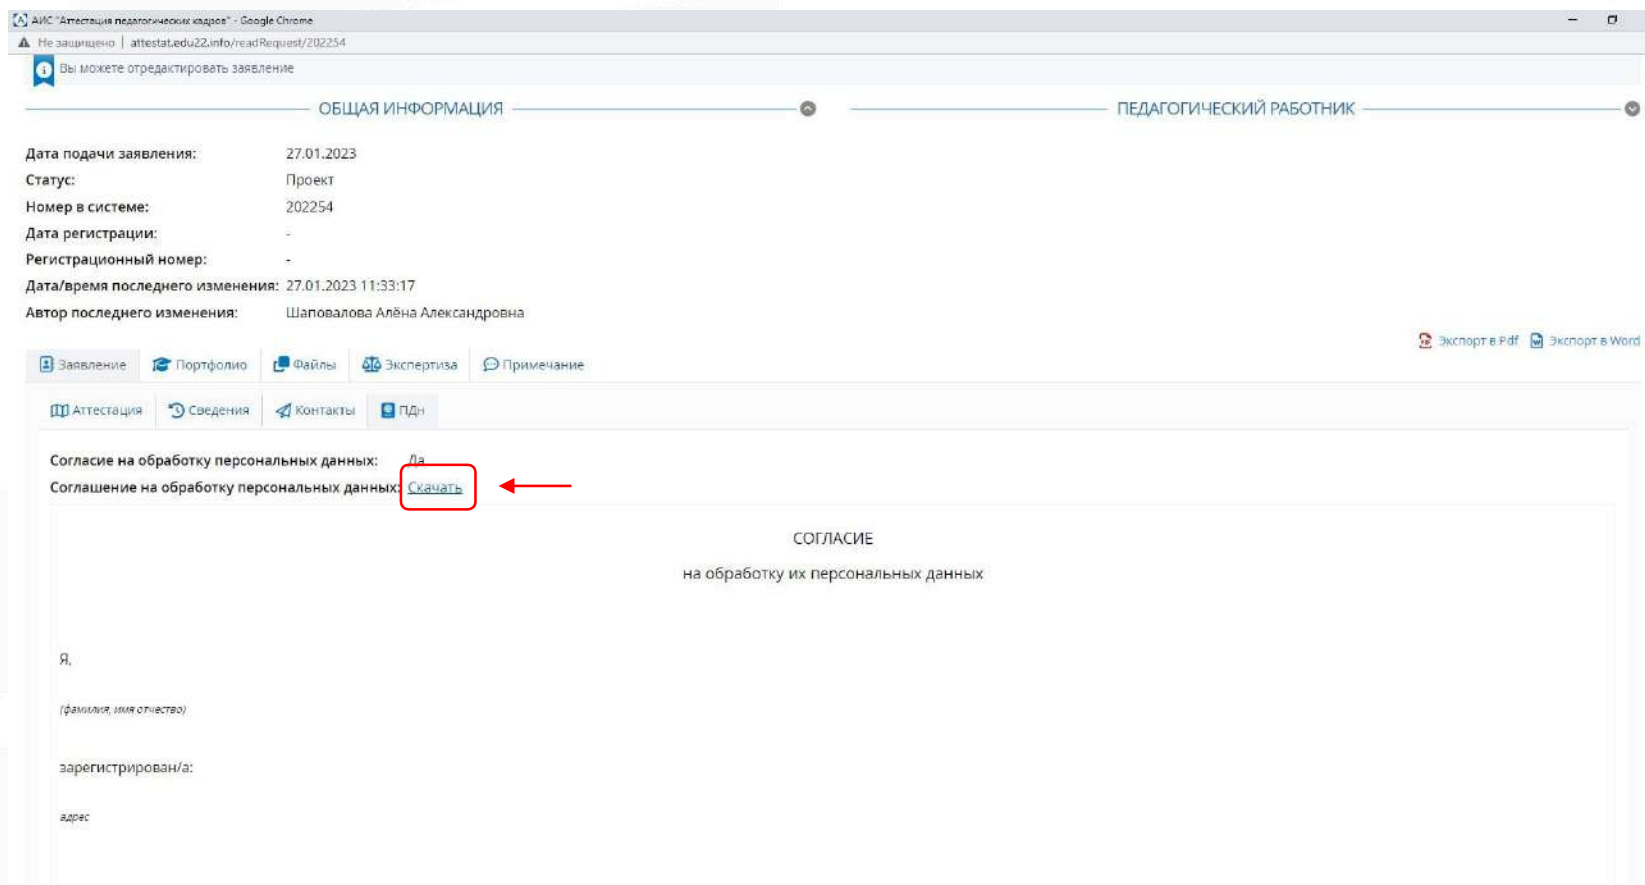 АИС "Аттестация педагогических кадров" - Google Chrome
Не защищено | attestat.edu22.info/readRequest/202254
Вы можете отредактировать заявление
ОБЩАЯ ИНФОРМАЦИЯ
ПЕДАГОГИЧЕСКИЙ РАБОТНИК
Дата подачи заявления: 27.01.2023
Статус: Проект
Номер в системе: 202254
Дата регистрации: -
Регистрационный номер: -
Дата/время последнего изменения: 27.01.2023 11:33:17
Автор последнего изменения: Шаповалова Алёна Александровна
Экспорт в Pdf Экспорт в Word
Заявление Портфолио Файлы Экспертиза Примечание
Аттестация Сведения Контакты ПДн
Согласие на обработку персональных данных: Да
Соглашение на обработку персональных данных: Скачать
СОГЛАСИЕ
на обработку их персональных данных
Я,
(фамилия, имя отчество)
зарегистрирован/а:
адрес